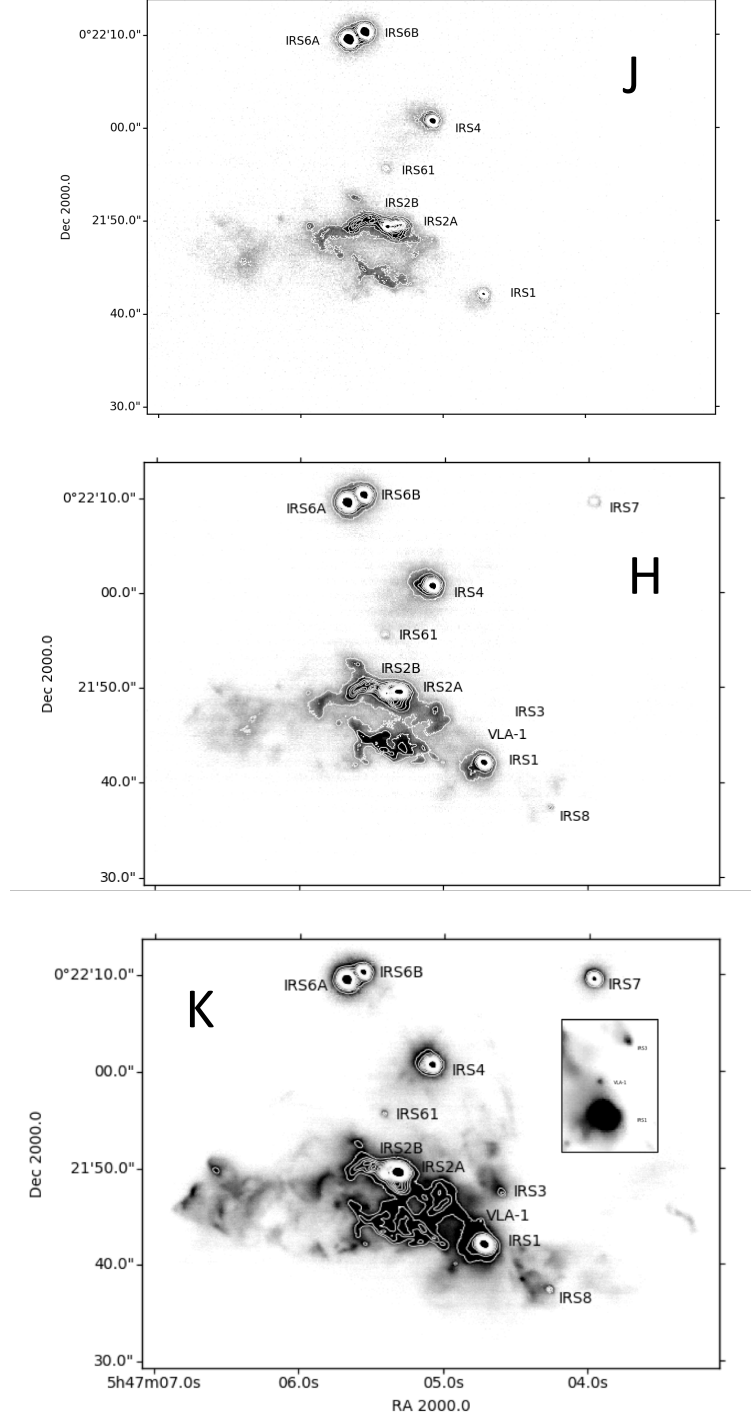 0°22'10.0"
IRS6A
IRS6B
J
00.0"
IRS4
IRS61
IRS2B
21'50.0"
IRS2A
Dec 2000.0
40.0"
IRS1
30.0"
0°22'10.0"
IRS6A
IRS6B
IRS7
H
00.0"
IRS4
IRS61
IRS2B
21'50.0"
IRS2A
Dec 2000.0
IRS3
VLA-1
IRS1
40.0"
IRS8
30.0"
0°22'10.0"
IRS6A
IRS6B
IRS7
K
IRS3
00.0"
IRS4
VLA-1
IRS61
IRS1
IRS2B
21'50.0"
IRS2A
Dec 2000.0
IRS3
VLA-1
IRS1
40.0"
IRS8
30.0"
5h47m07.0s
06.0s
05.0s
04.0s
RA 2000.0